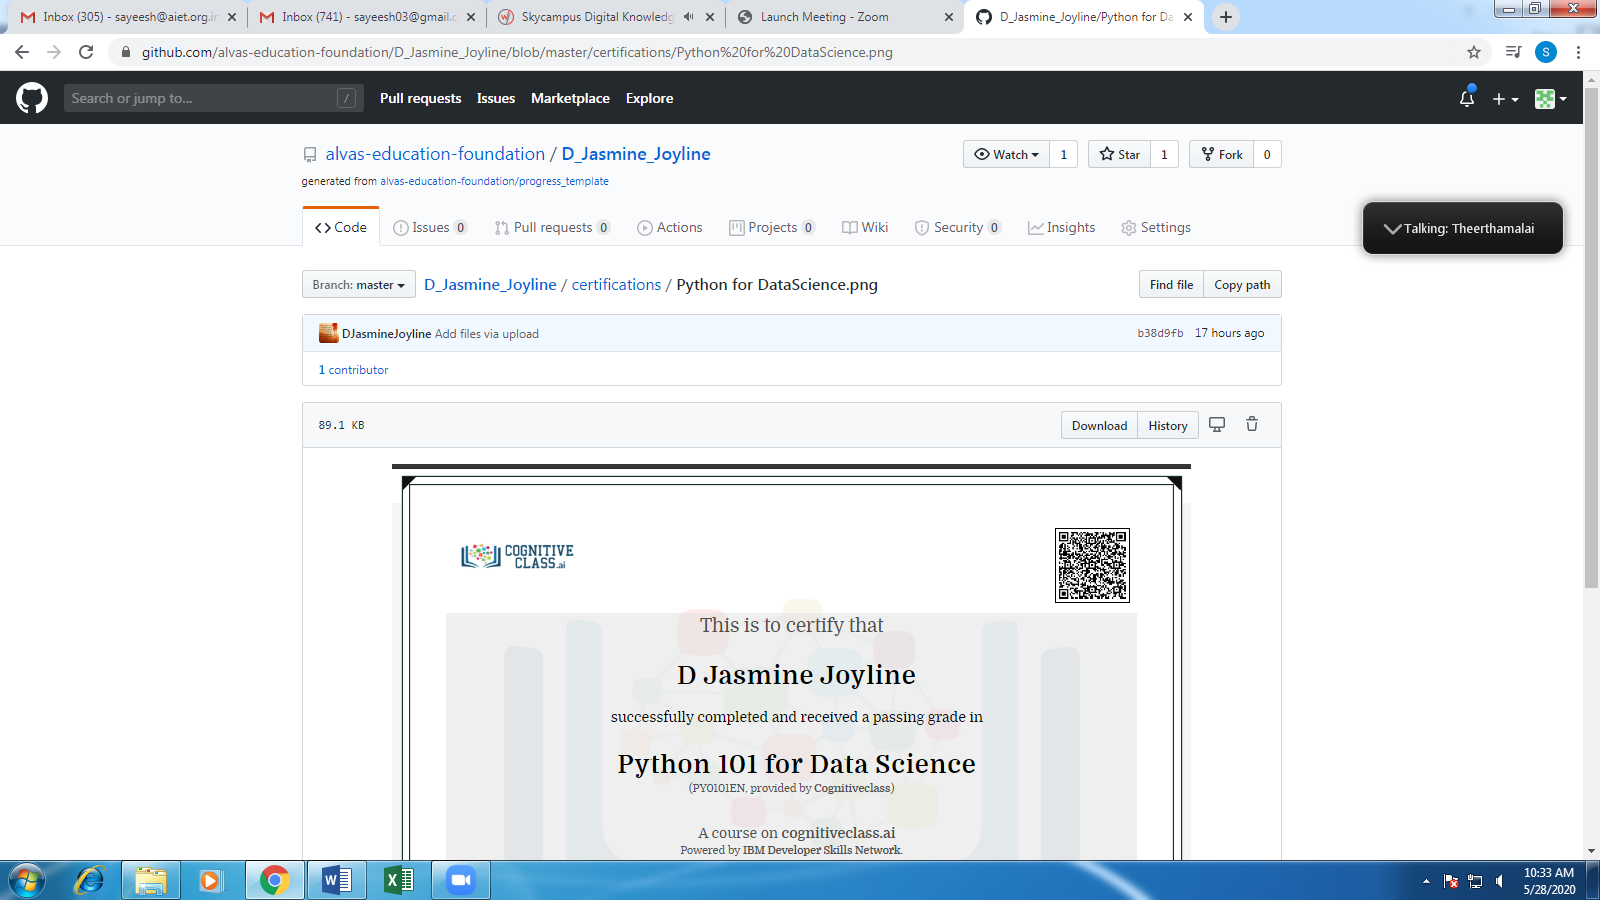 Inbox (305) - sayeesh@aiet.org.in
Inbox (741) - sayeesh03@gmail.c
Skycampus Digital Knowledg
Launch Meeting - Zoom
D_Jasmine_Joyline/Python for Da
github.com/alvas-education-foundation/D_Jasmine_Joyline/blob/master/certifications/Python%20for%20DataScience.png
S
Search or jump to...
/
Pull requests Issues Marketplace Explore
alvas-education-foundation / D_Jasmine_Joyline
Watch 1 Star 1 Fork 0
generated from alvas-education-foundation/progress_template
Code Issues 0 Pull requests 0 Actions Projects 0 Wiki Security 0 Insights Settings
Talking: Theerthamalai
Branch: master D_Jasmine_Joyline / certifications / Python for DataScience.png Find file Copy path
DJasmineJoyline Add files via upload b38d9fb 17 hours ago
1 contributor
89.1 KB Download History
COGNITIVE
CLASS.ai
This is to certify that
D Jasmine Joyline
successfully completed and received a passing grade in
Python 101 for Data Science
(PY0101EN, provided by Cognitiveclass)
A course on cognitiveclass.ai
Powered by IBM Developer Skills Network.
10:33 AM
5/28/2020